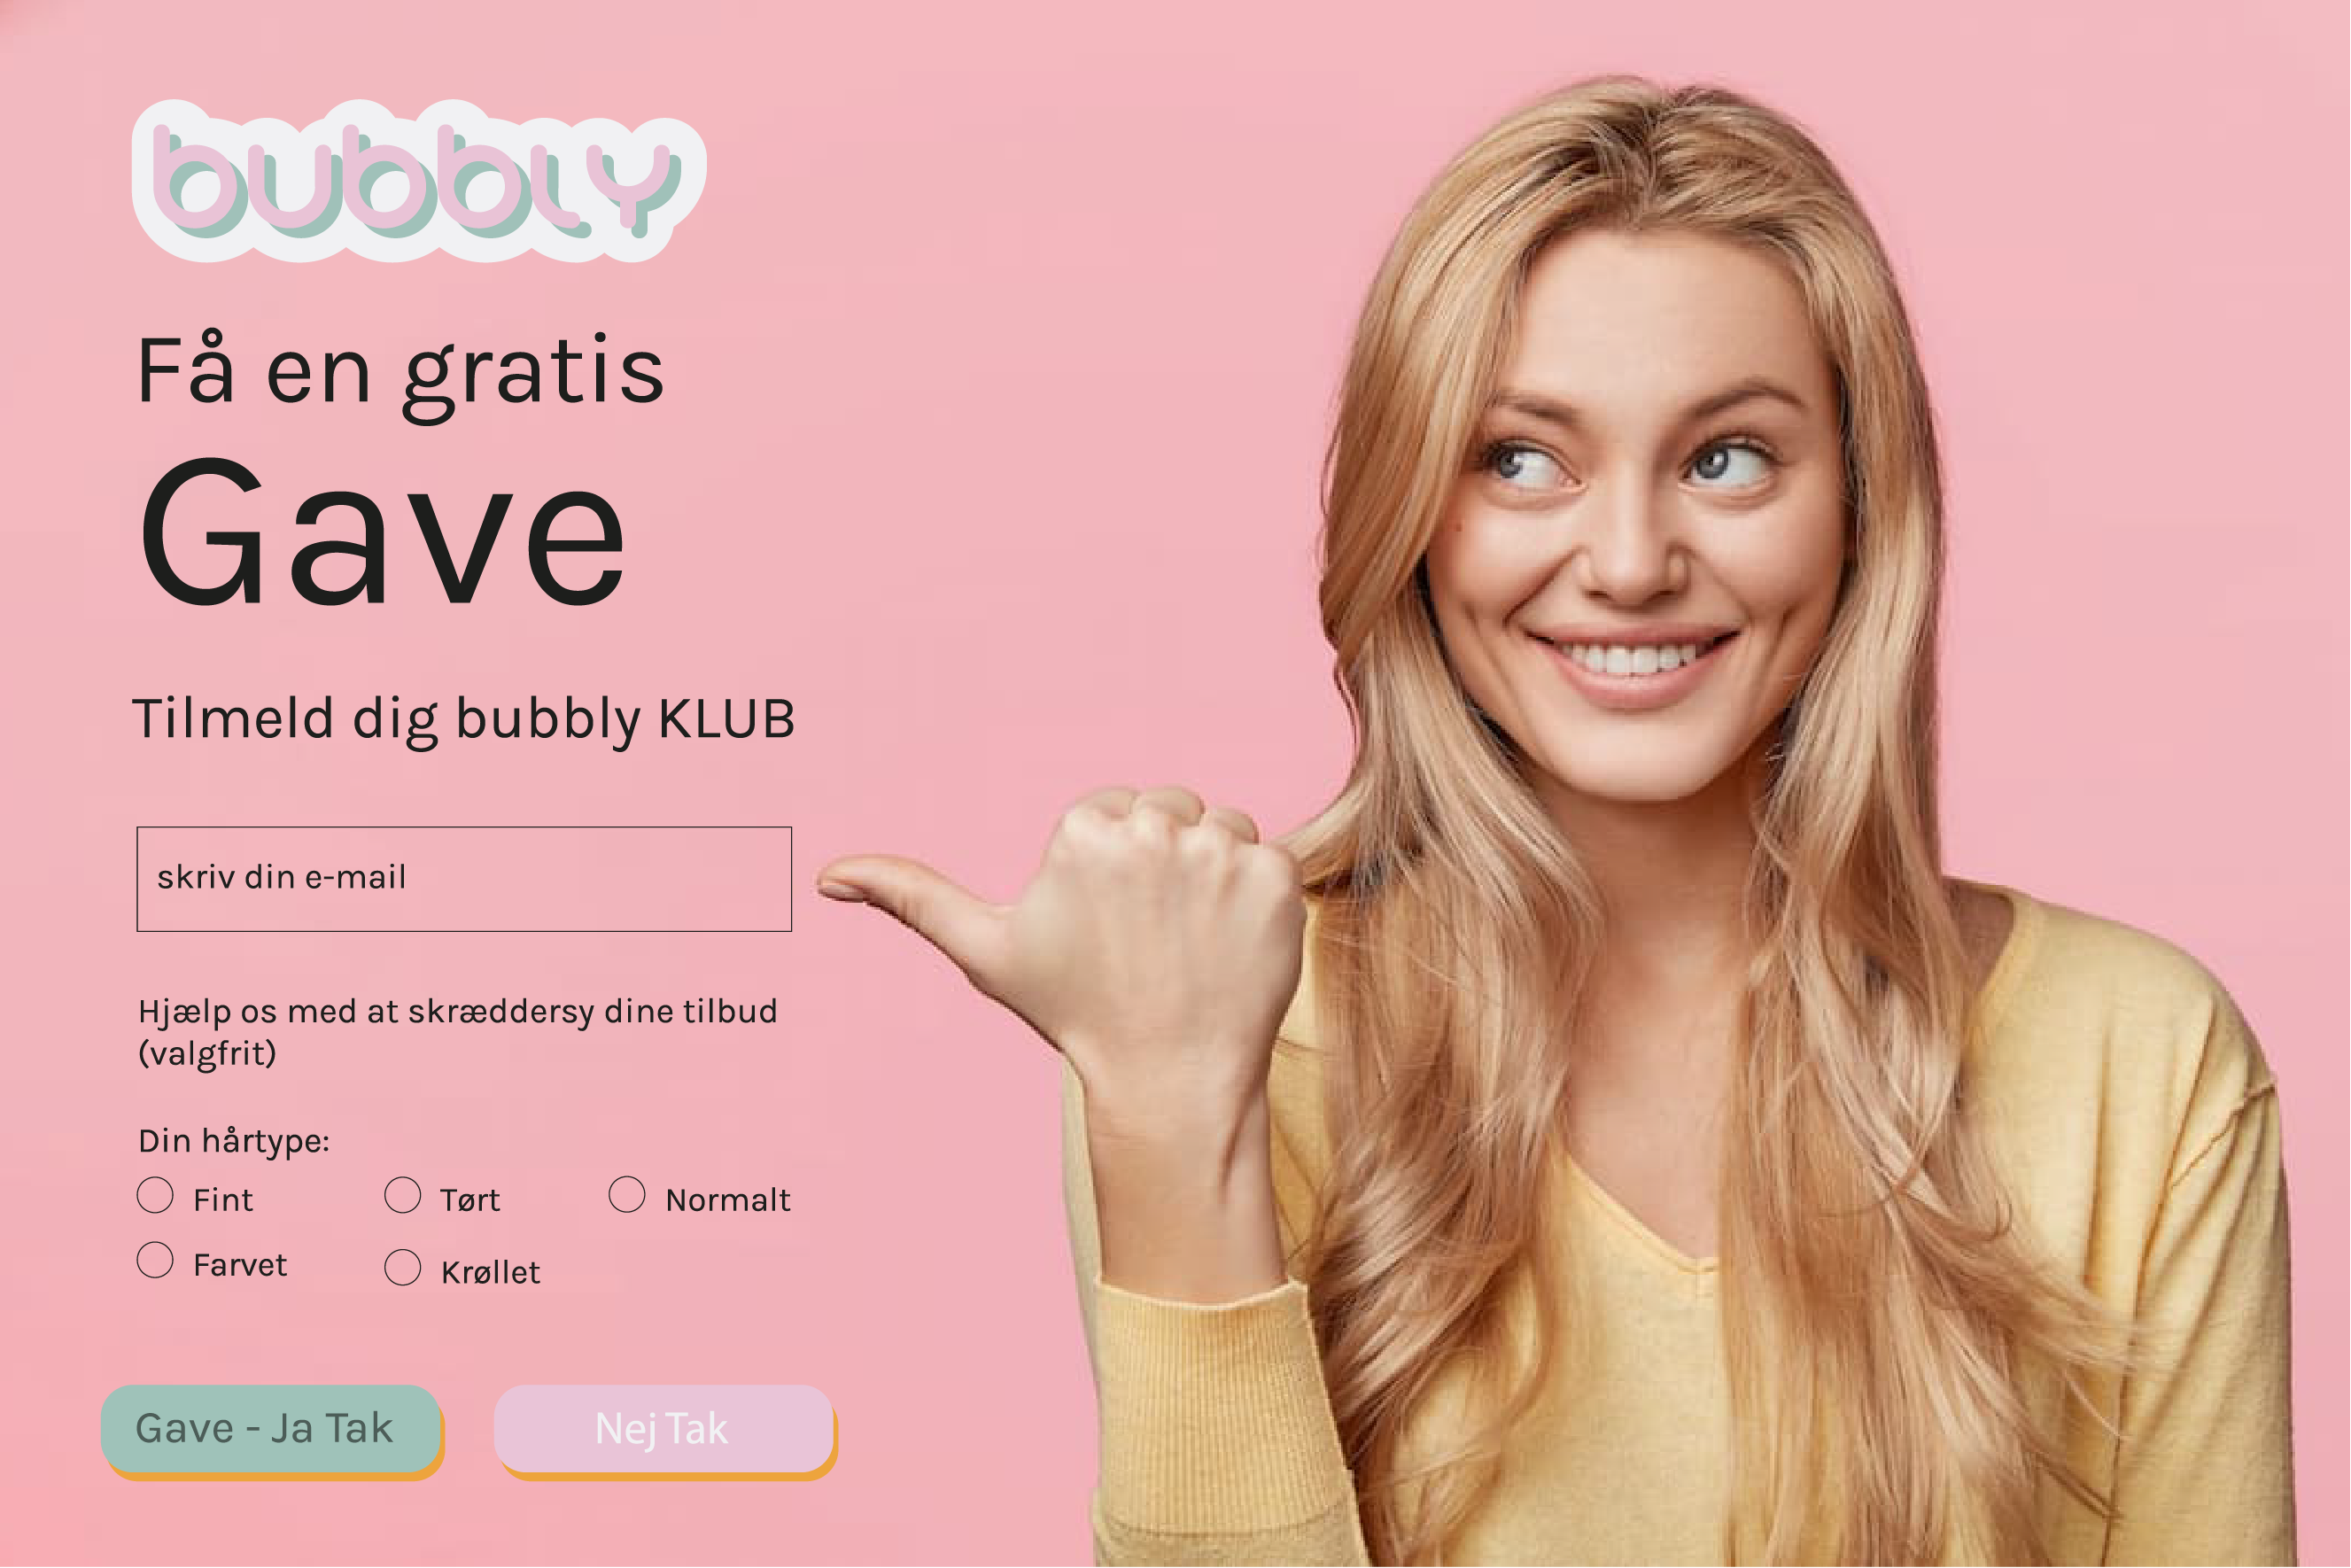 bubbly
Få en gratis
Gave
Tilmeld dig bubbly KLUB
skriv din e-mail
Hjælp os med at skræddersy dine tilbud
(valgfrit)
Din hårtype:
Fint Tørt Normalt
Farvet Krøllet
Gave - Ja Tak Nej Tak